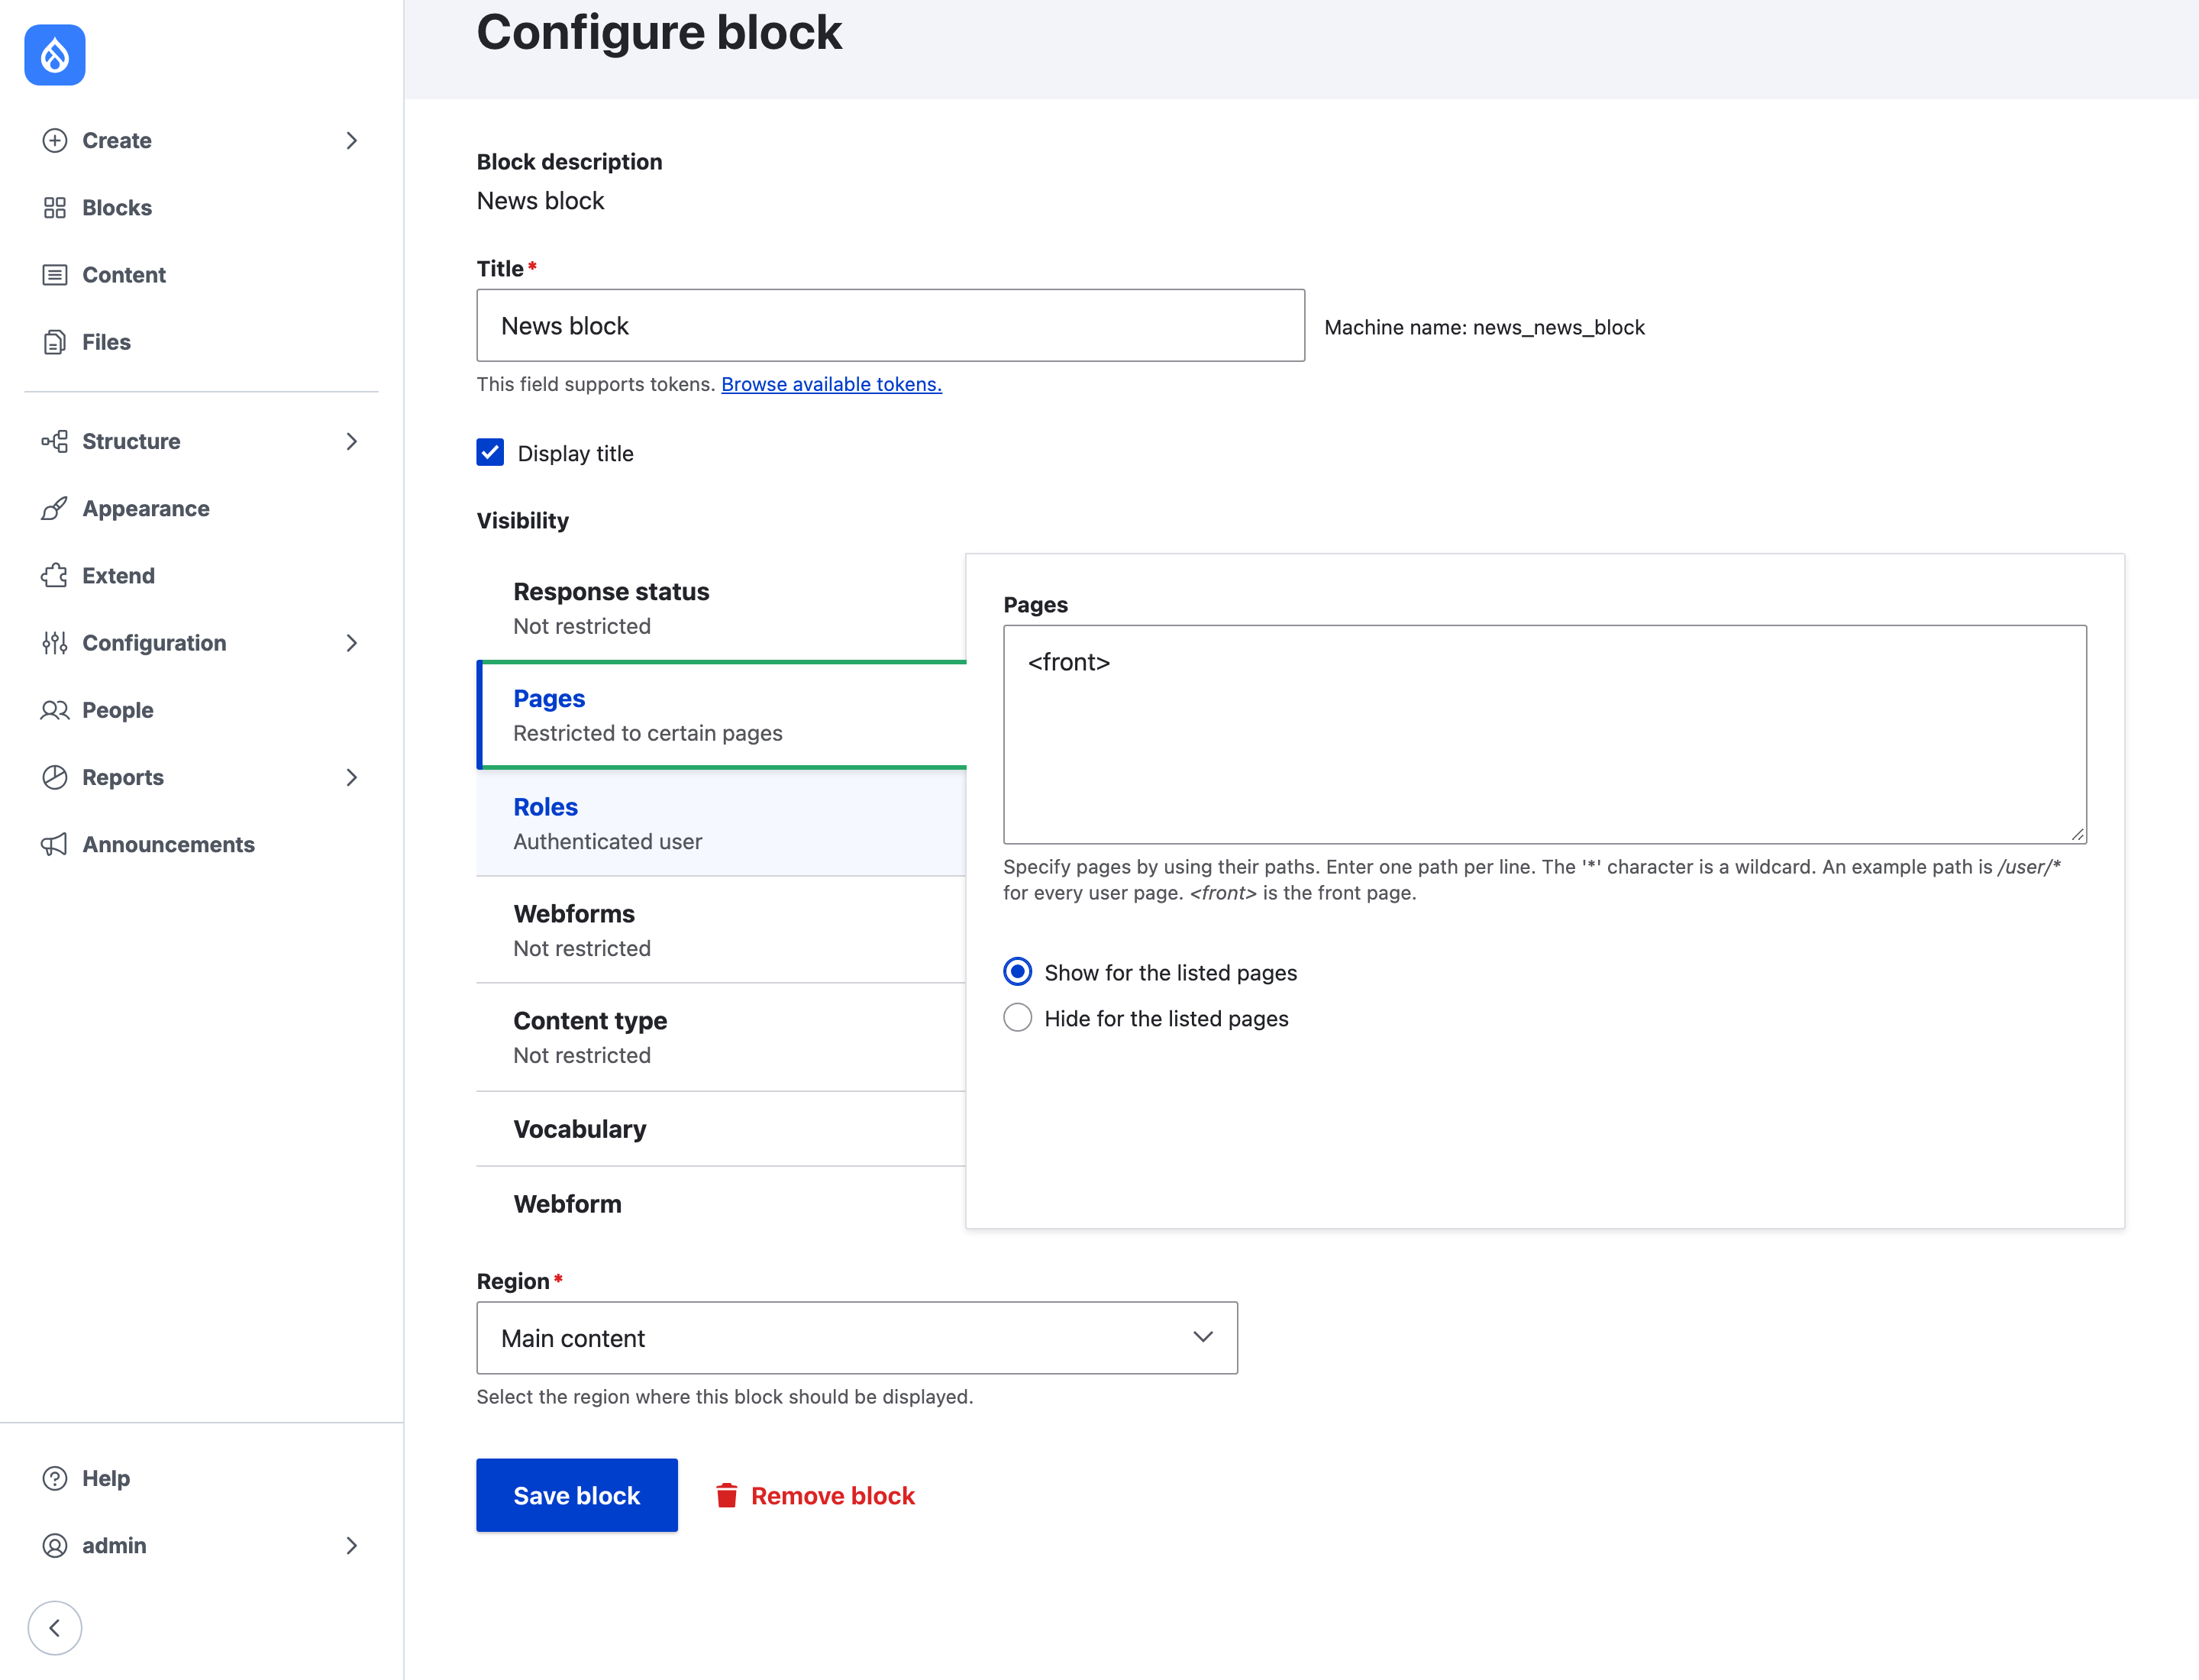 Configure block
Create
Blocks
Content
Files
Structure
Appearance
Extend
Configuration
People
Reports
Announcements
Help
admin
Block description
News block
Title*
News block
Machine name: news_news_block
This field supports tokens. Browse available tokens.
Display title
Visibility
Response status
Not restricted
Pages
Restricted to certain pages
Roles
Authenticated user
Webforms
Not restricted
Content type
Not restricted
Vocabulary
Webform
Pages
<front>
Specify pages by using their paths. Enter one path per line. The '*' character is a wildcard. An example path is /user/*
for every user page. <front> is the front page.
Show for the listed pages
Hide for the listed pages
Region*
Main content
Select the region where this block should be displayed.
Save block
Remove block